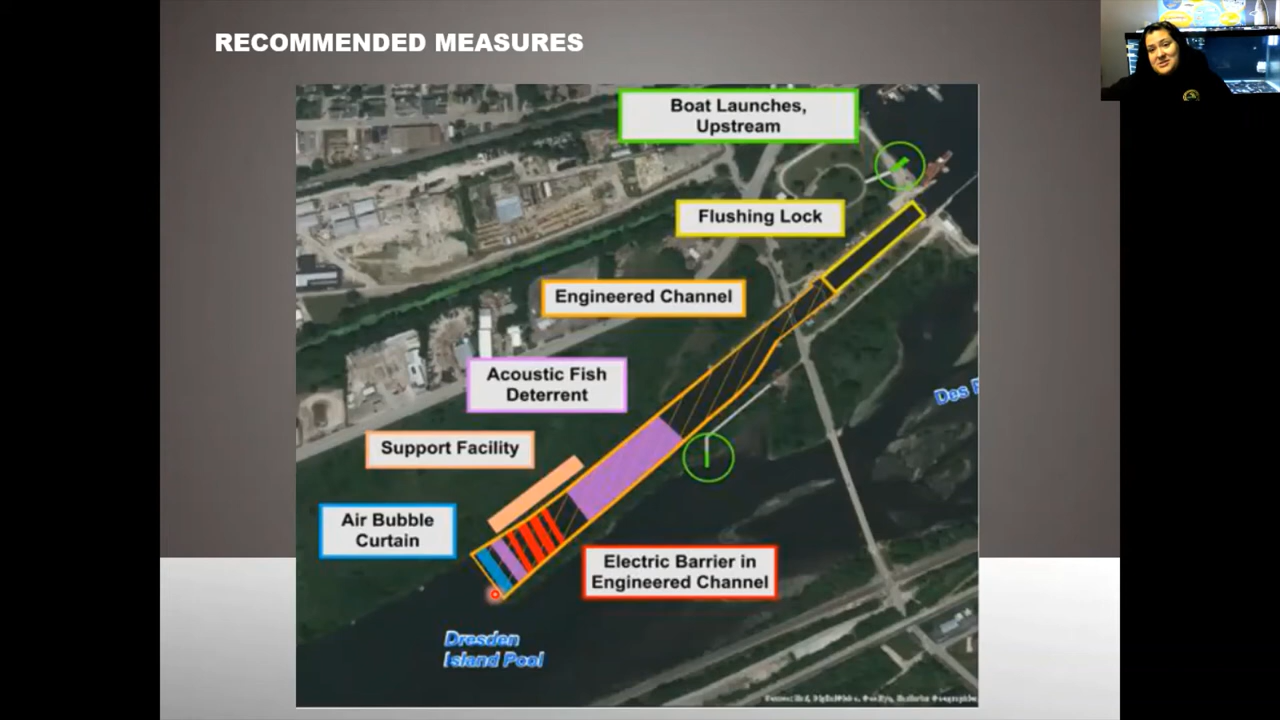 RECOMMENDED MEASURES
Boat Launches,
Upstream
Flushing Lock
Engineered Channel
Acoustic Fish
Deterrent
Support Facility
Air Bubble
Curtain
Electric Barrier in
Engineered Channel
Des
Dresden
Island Pool